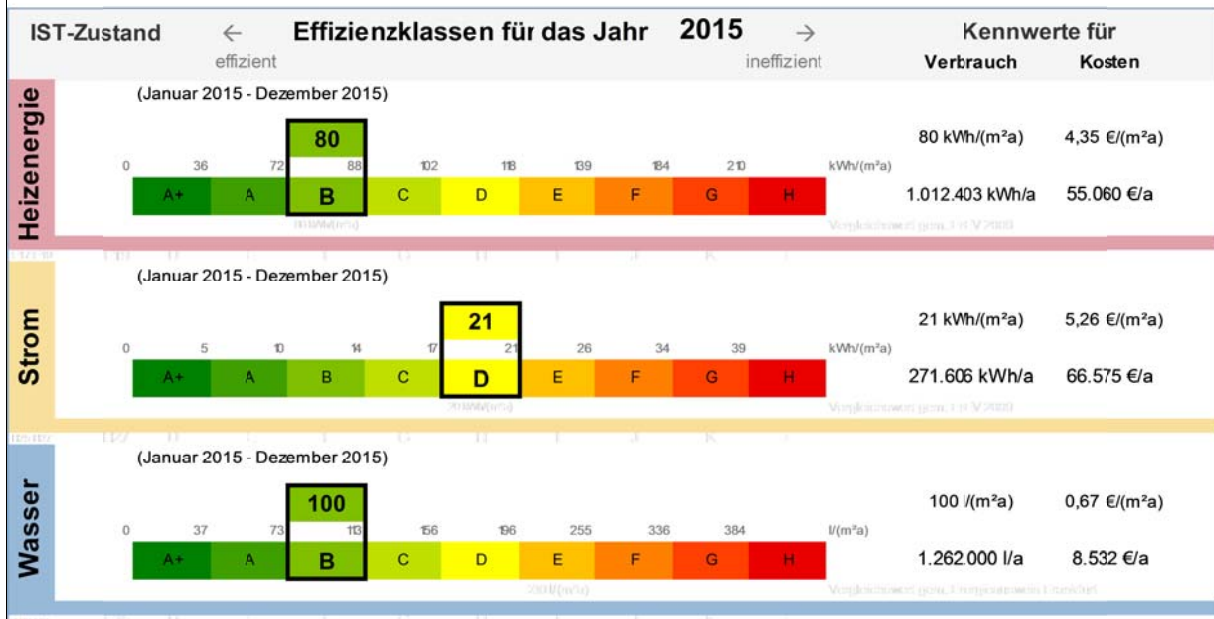 IST-Zustand ← Effizienzklassen für das Jahr 2015 → Kennwerte für
effizient ineffizient Verbrauch Kosten
Heizenergie
(Januar 2015 - Dezember 2015)
80
80 kWh/(m²a) 4,35 €/(m²a)
0 36 72 88 102 118 139 184 210 kWh/(m²a)
A+ A B C D E F G H
1.012.403 kWh/a 55.060 €/a
Strom
(Januar 2015 - Dezember 2015)
21
21 kWh/(m²a) 5,26 €/(m²a)
0 5 10 14 17 21 26 34 39 kWh/(m²a)
A+ A B C D E F G H
271.606 kWh/a 66.575 €/a
Wasser
(Januar 2015 - Dezember 2015)
100
100 l/(m²a) 0,67 €/(m²a)
0 37 73 113 156 196 255 336 384 l/(m²a)
A+ A B C D E F G H
1.262.000 l/a 8.532 €/a